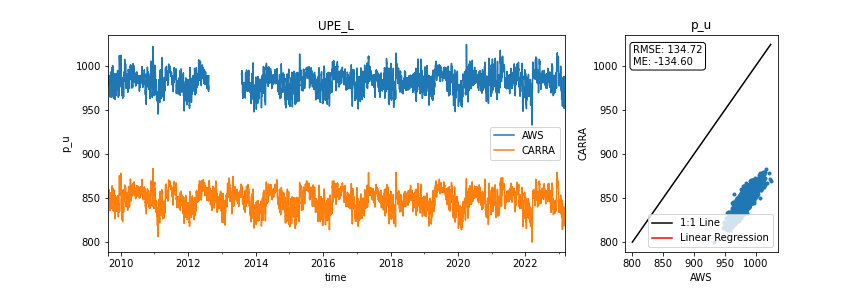 UPE_L
p_u
1000
950
900
850
800
p_u
AWS
CARRA
2010
2012
2014
2016
2018
2020
2022
time
p_u
RMSE: 134.72
ME: -134.60
1000
950
900
850
800
CARRA
1:1 Line
Linear Regression
800
850
900
950
1000
AWS